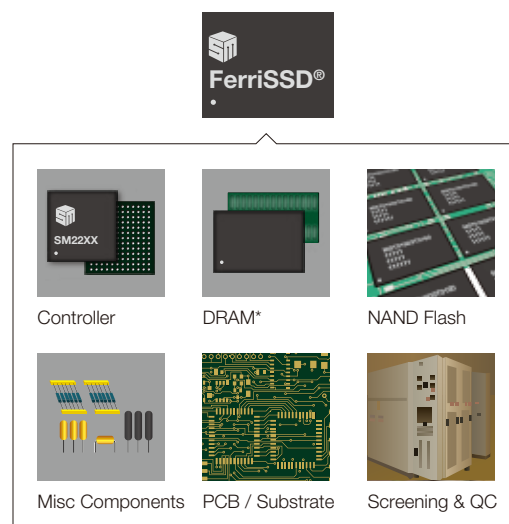 FerriSSD®
SM22XX
Controller
DRAM*
NAND Flash
Misc Components
PCB / Substrate
Screening & QC